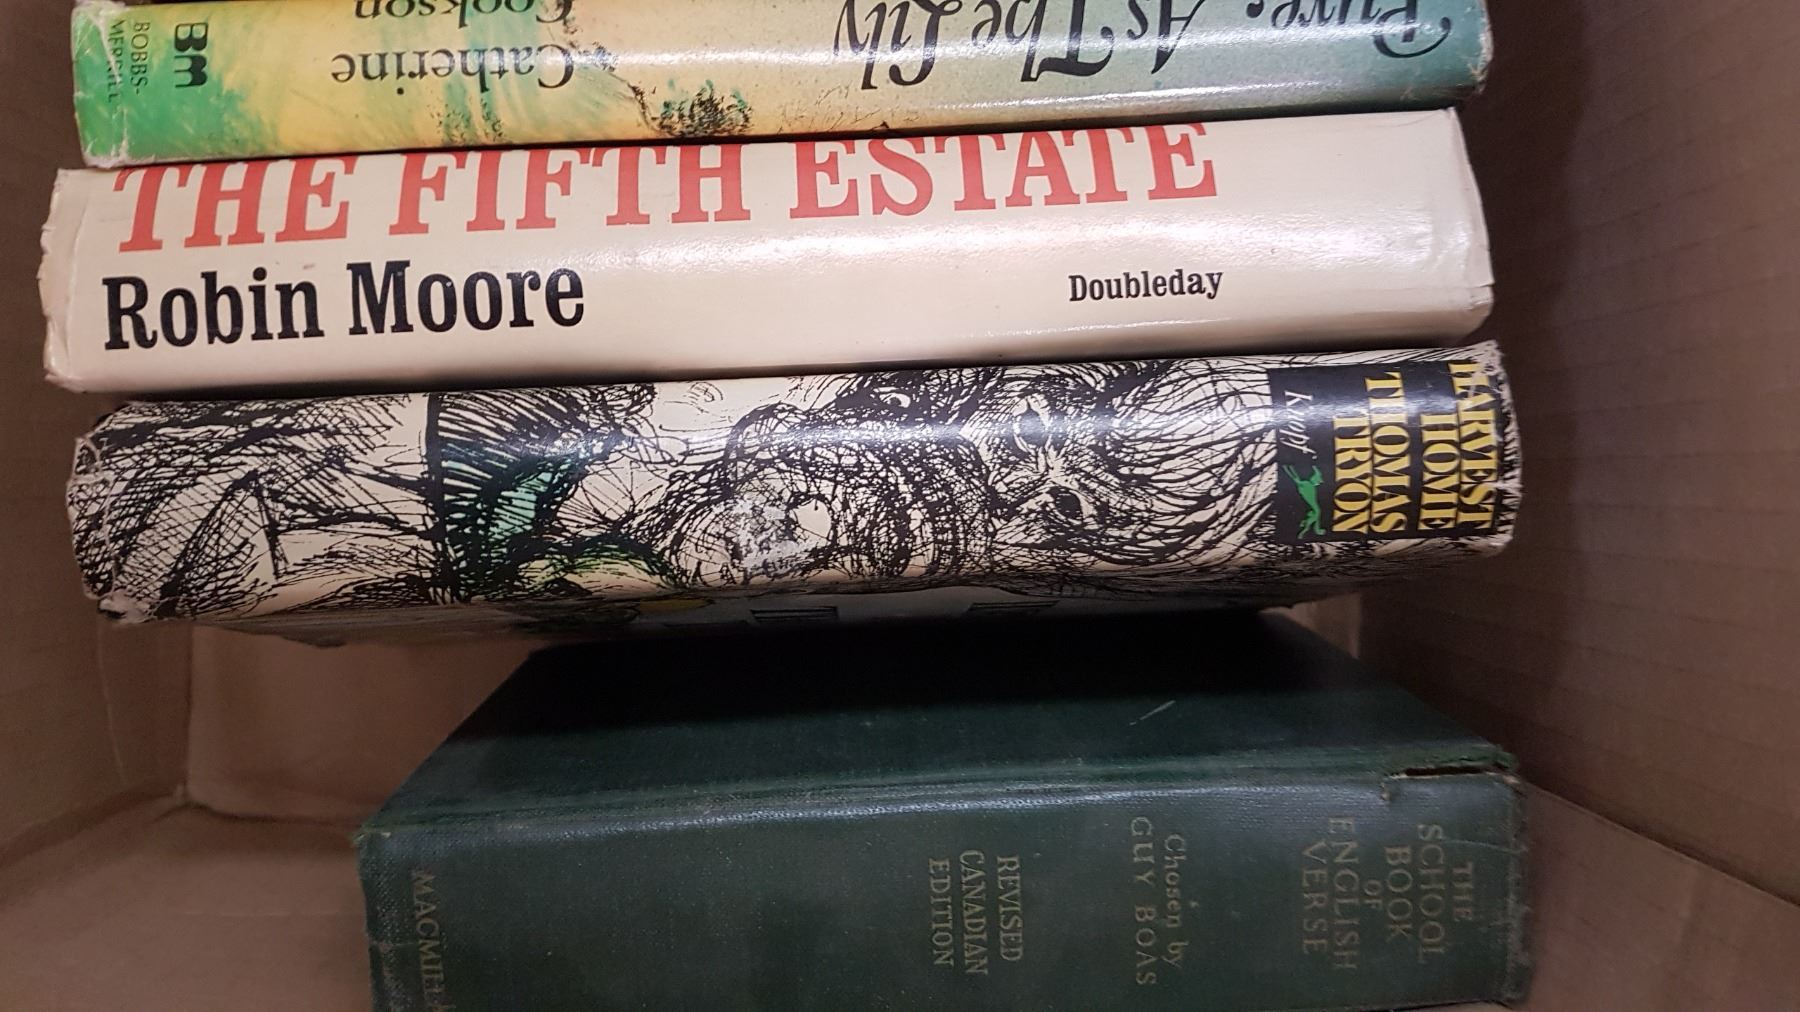 Pure As The Lily
Catherine
Cookson
BM
BOBBS-
MERRILL
THE FIFTH ESTATE
Robin Moore
Doubleday
HARVEST
HOME
THOMAS
TRYON
Knopf
THE
SCHOOL
BOOK
OF
ENGLISH
VERSE
Chosen by
GUY BOAS
REVISED
CANADIAN
EDITION
MACMILLA